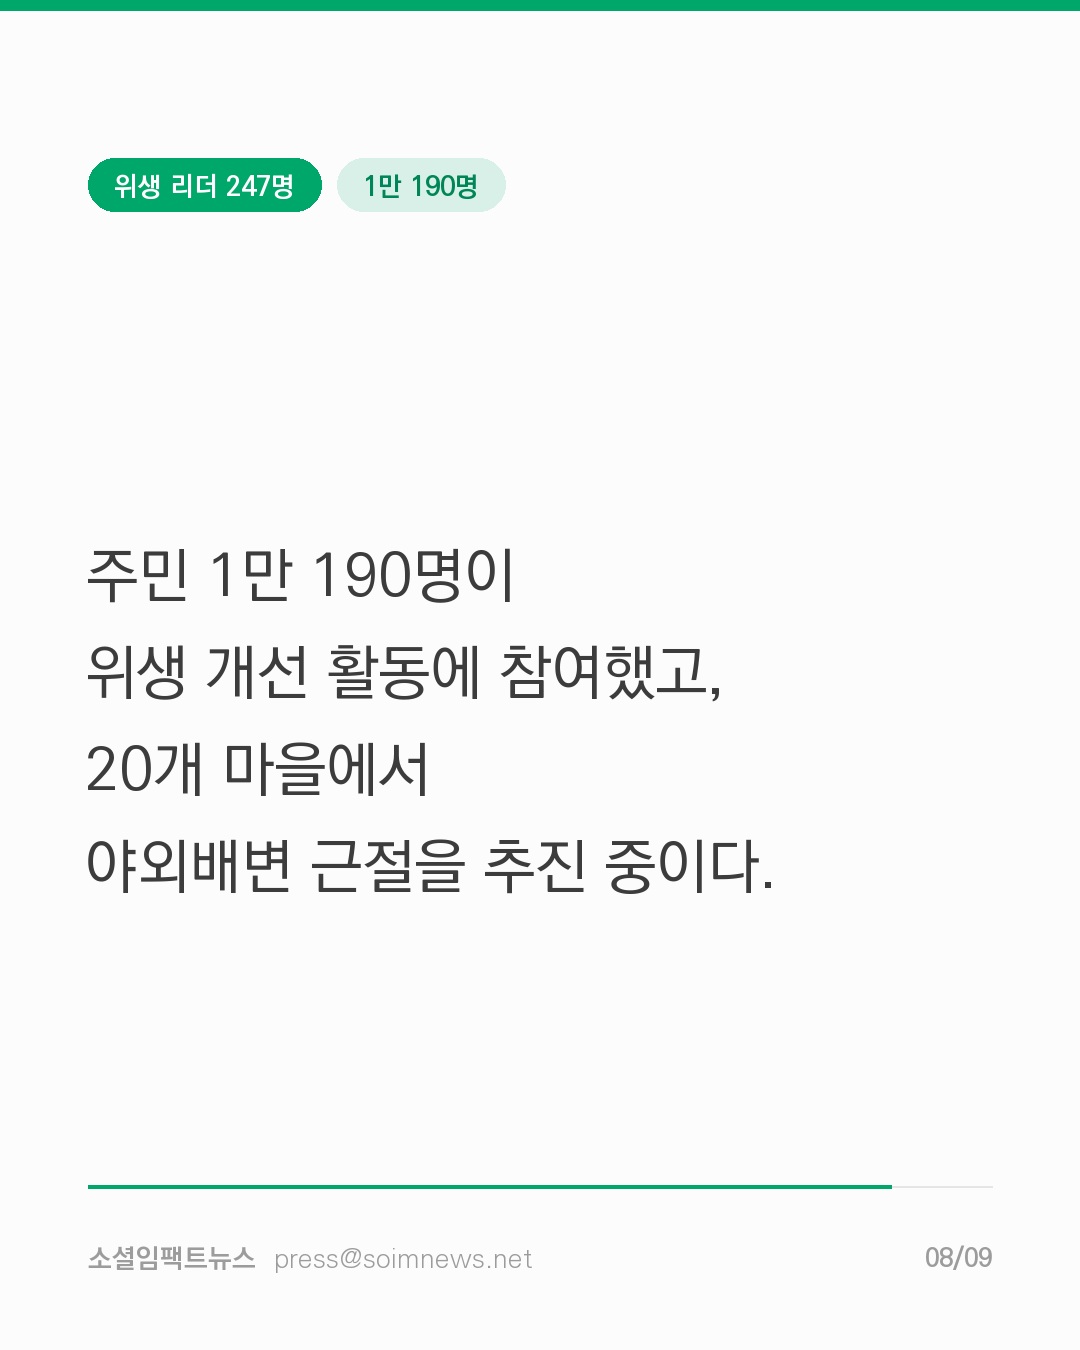 위생 리더 247명 1만 190명
주민 1만 190명이
위생 개선 활동에 참여했고,
20개 마을에서
야외배변 근절을 추진 중이다.
소셜임팩트뉴스 press@soimnews.net 08/09